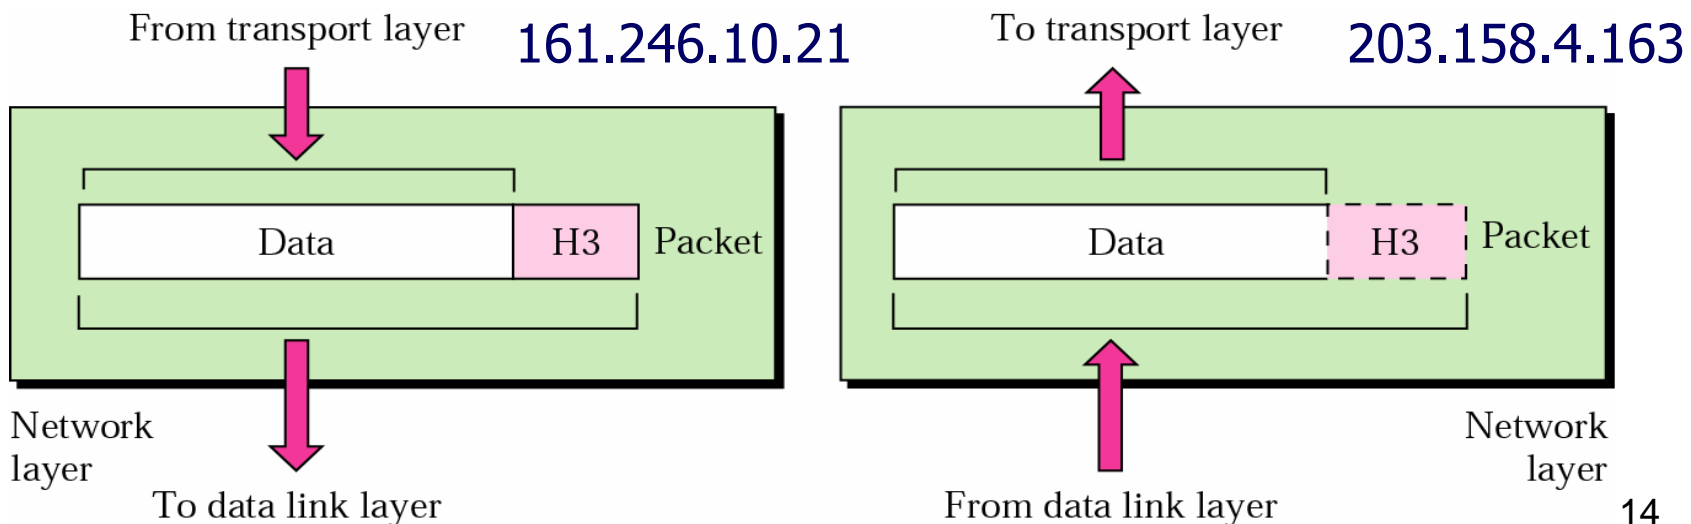 From transport layer
161.246.10.21
To transport layer
203.158.4.163
Data
H3
Packet
Data
H3
Packet
Network
layer
To data link layer
From data link layer
Network
layer
14